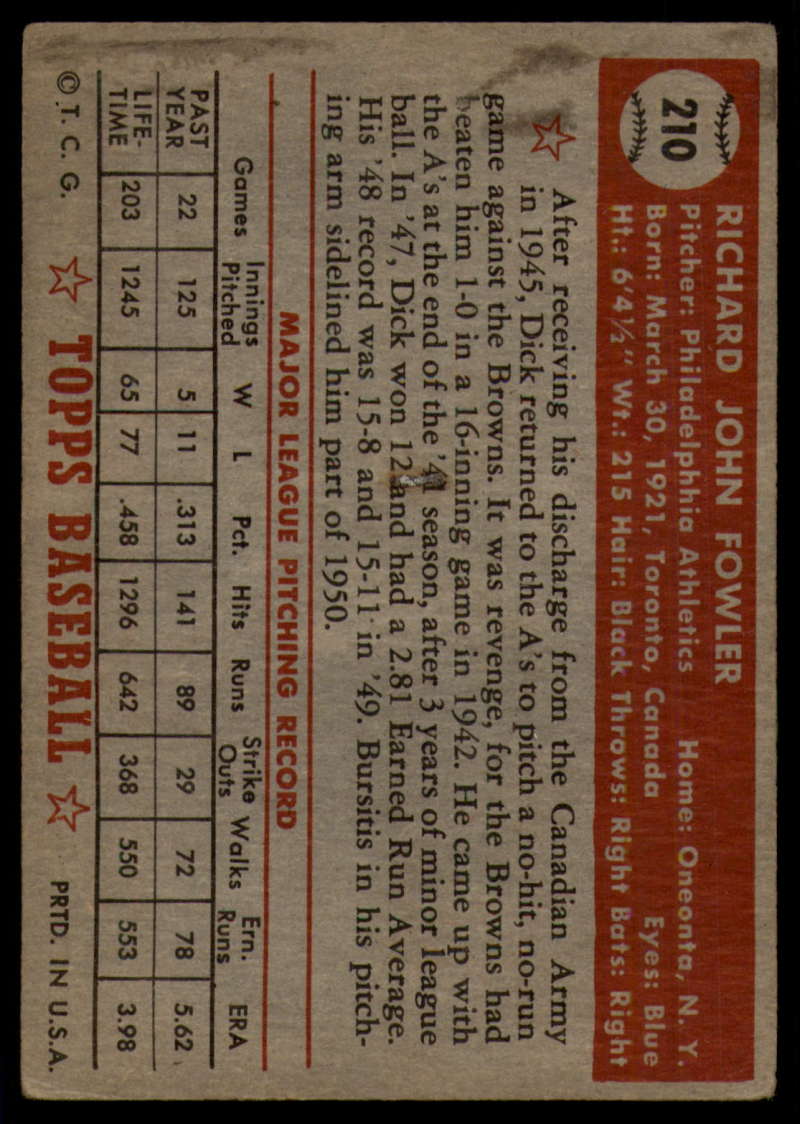 210
RICHARD JOHN FOWLER
Pitcher: Philadelphhia Athletics Home: Oneonta, N. Y.
Born: March 30, 1921, Toronto, Canada Eyes: Blue
Ht.: 6'4½" Wt.: 215 Hair: Black Throws: Right Bats: Right
After receiving his discharge from the Canadian Army
in 1945, Dick returned to the A's to pitch a no-hit, no-run
game against the Browns. It was revenge, for the Browns had
beaten him 1-0 in a 16-inning game in 1942. He came up with
the A's at the end of the '41 season, after 3 years of minor league
ball. In '47, Dick won 12 and had a 2.81 Earned Run Average.
His '48 record was 15-8 and 15-11 in '49. Bursitis in his pitch-
ing arm sidelined him part of 1950.
MAJOR LEAGUE PITCHING RECORD
Games Innings Pitched W L Pct. Hits Runs Strike Outs Walks Ern. Runs ERA
PAST YEAR 22 125 5 11 .313 141 89 29 72 78 5.62
LIFE-TIME 203 1245 65 77 .458 1296 642 368 550 553 3.98
© T. C. G. TOPPS BASEBALL PRTD. IN U.S.A.